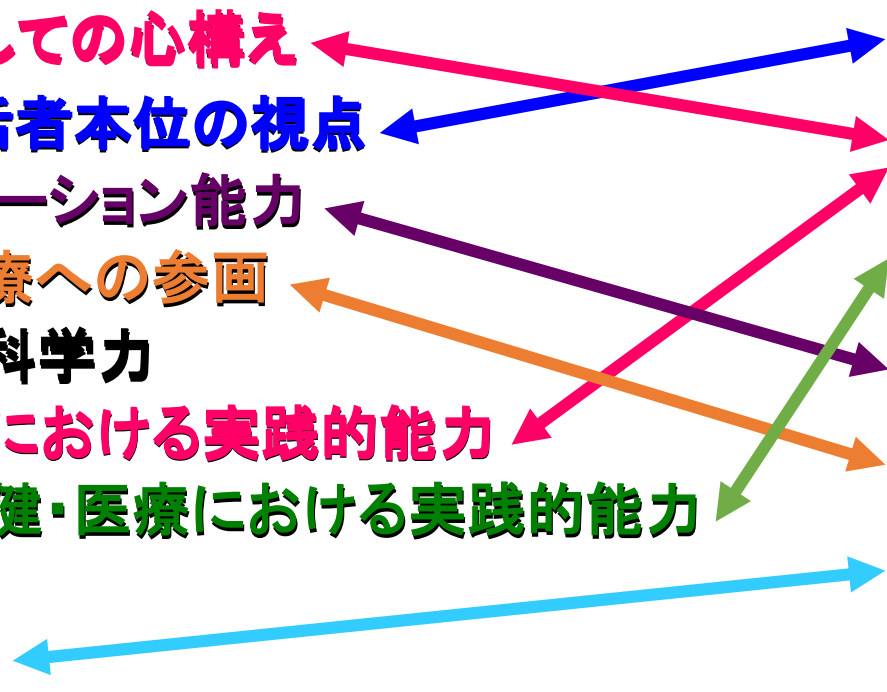 しての心構え
活者本位の視点
ーション能力
療への参画
科学力
における実践的能力
健・医療における実践的能力